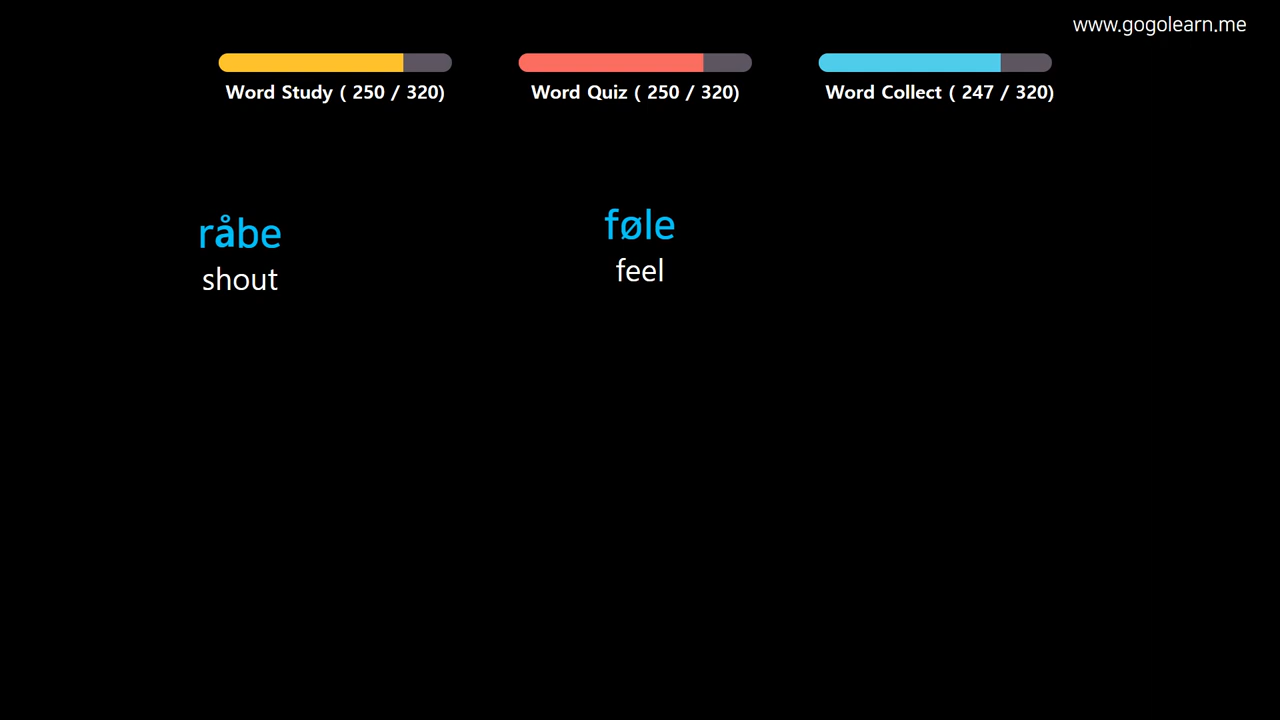 www.gogolearn.me
Word Study ( 250 / 320)
Word Quiz ( 250 / 320)
Word Collect ( 247 / 320)
råbe
shout
føle
feel